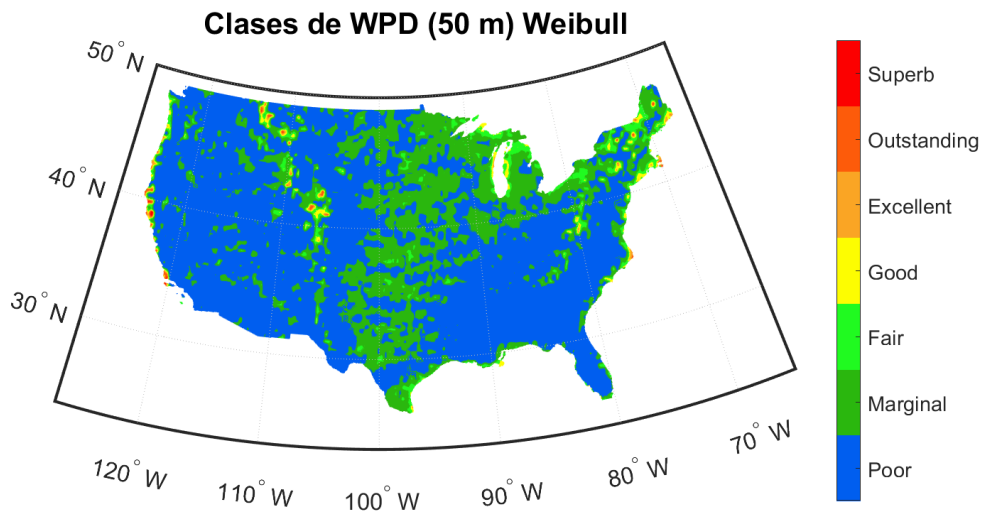 Clases de WPD (50 m) Weibull
50° N
40° N
30° N
120° W
110° W
100° W
90° W
80° W
70° W
Superb
Outstanding
Excellent
Good
Fair
Marginal
Poor